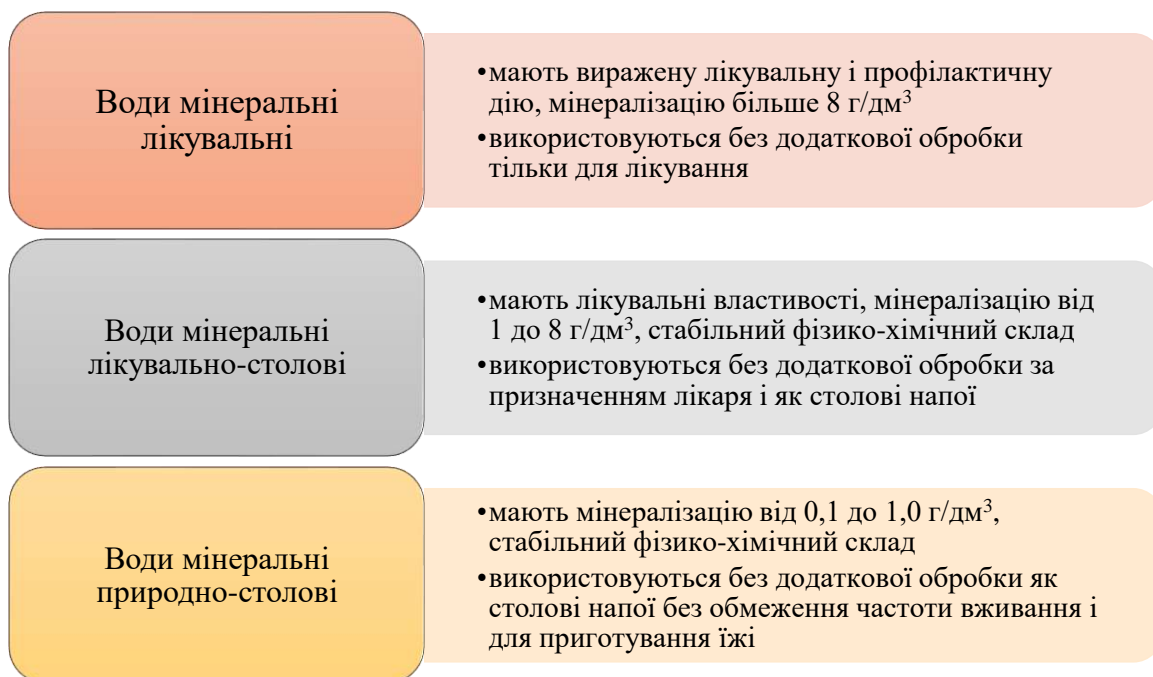 Води мінеральні
лікувальні
•мають виражену лікувальну і профілактичну
дію, мінералізацію більше 8 г/дм³
•використовуються без додаткової обробки
тільки для лікування
Води мінеральні
лікувально-столові
•мають лікувальні властивості, мінералізацію від
1 до 8 г/дм³, стабільний фізико-хімічний склад
•використовуються без додаткової обробки за
призначенням лікаря і як столові напої
Води мінеральні
природно-столові
•мають мінералізацію від 0,1 до 1,0 г/дм³,
стабільний фізико-хімічний склад
•використовуються без додаткової обробки як
столові напої без обмеження частоти вживання і
для приготування їжі